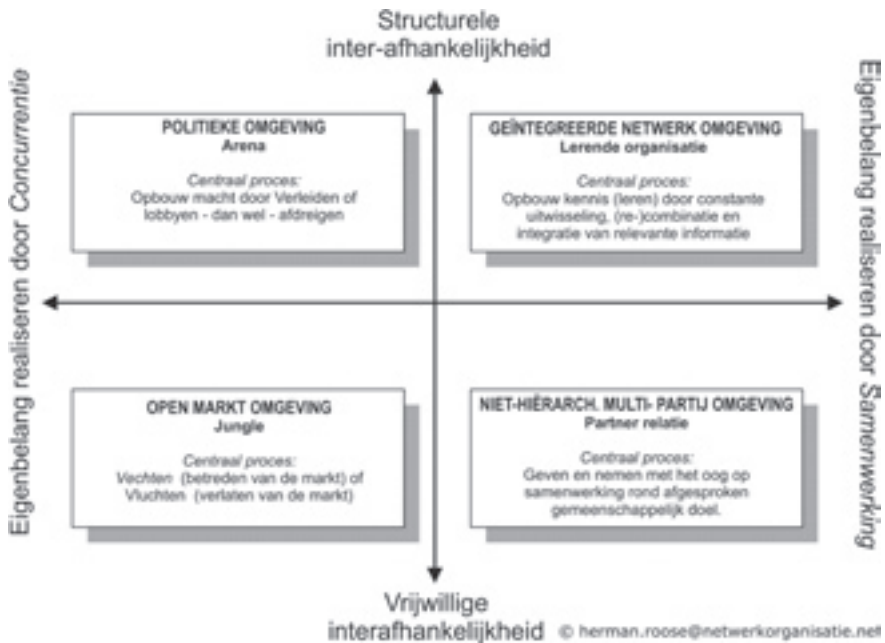 Structurele
inter-afhankelijkheid
Eigenbelang realiseren door Concurrentie
POLITIEKE OMGEVING
Arena
Centraal proces:
Opbouw macht door Verleiden of
lobbyen - dan wel - afdreigen
GEÏNTEGREERDE NETWERK OMGEVING
Lerende organisatie
Centraal proces:
Opbouw kennis (leren) door constante
uitwisseling, (re-)combinatie en
integratie van relevante informatie
Eigenbelang realiseren door Samenwerking
OPEN MARKT OMGEVING
Jungle
Centraal proces:
Vechten (betreden van de markt) of
Vluchten (verlaten van de markt)
NIET-HIËRARCH. MULTI- PARTIJ OMGEVING
Partner relatie
Centraal proces:
Geven en nemen met het oog op
samenwerking rond afgesproken
gemeenschappelijk doel.
Vrijwillige
interafhankelijkheid
© herman.roose@netwerkorganisatie.net